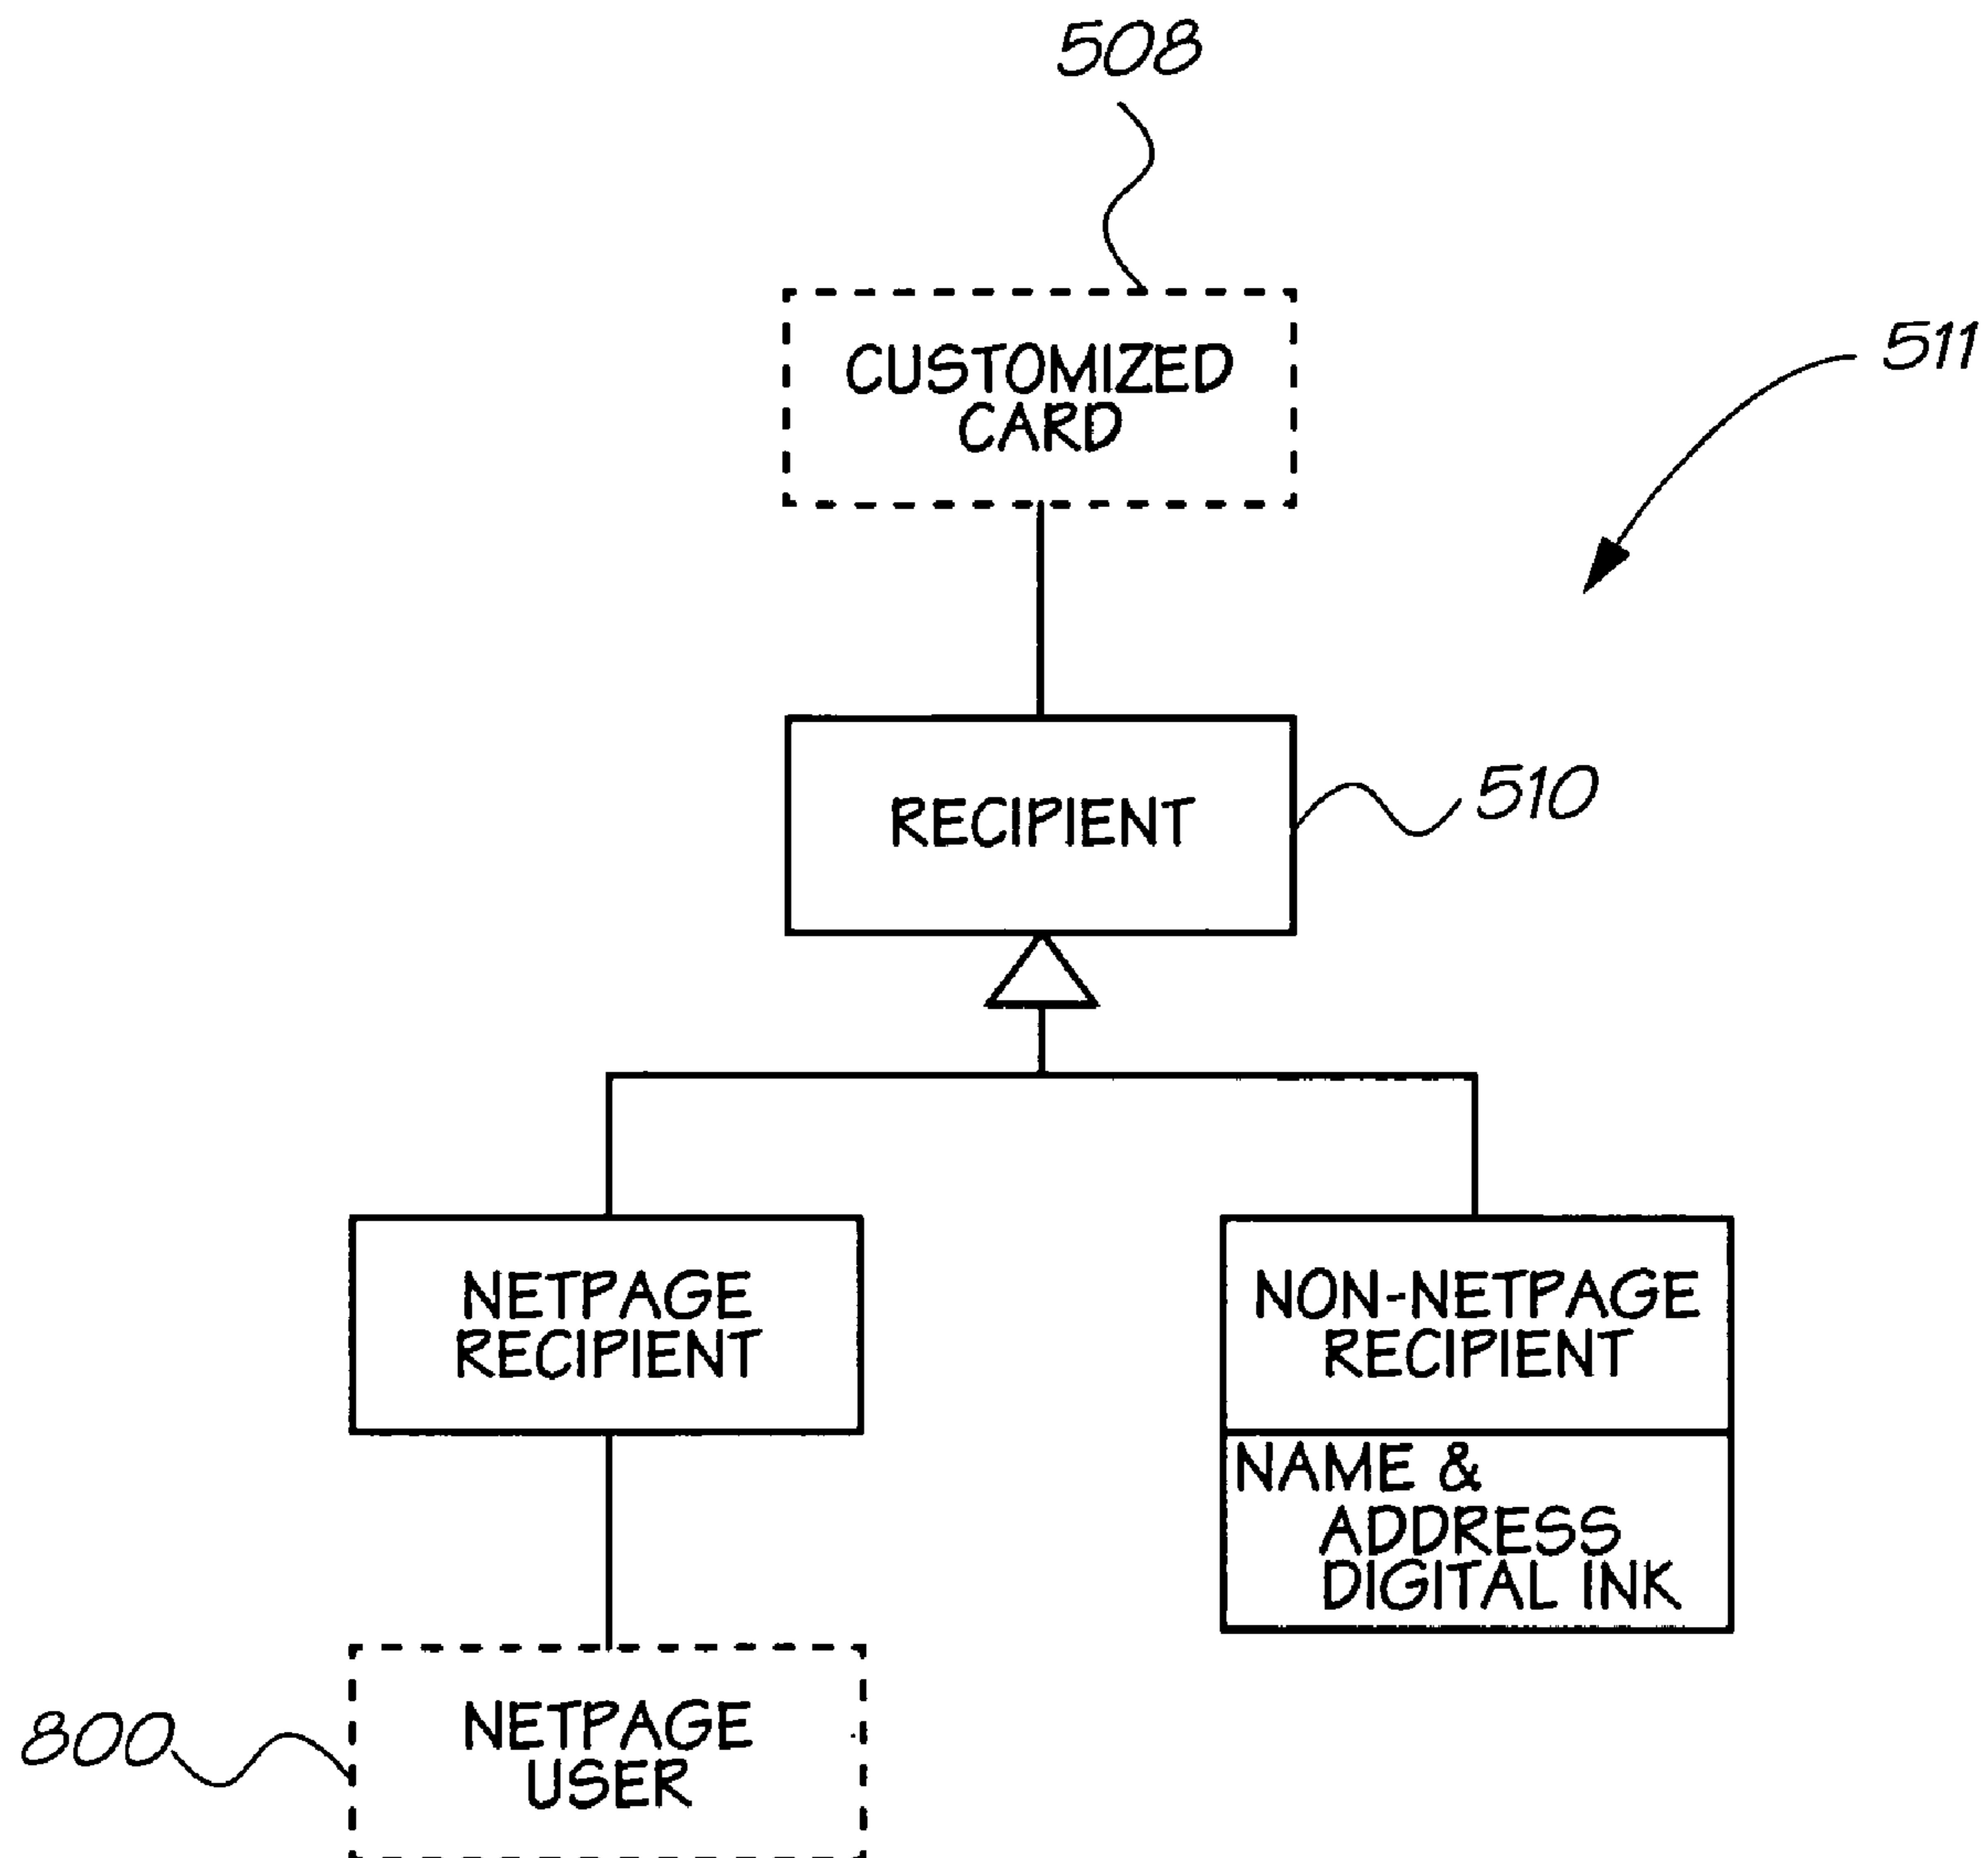 508
CUSTOMIZED
CARD
511
RECIPIENT
510
NETPAGE
RECIPIENT
NON-NETPAGE
RECIPIENT
NAME &
ADDRESS
DIGITAL INK
800
NETPAGE
USER